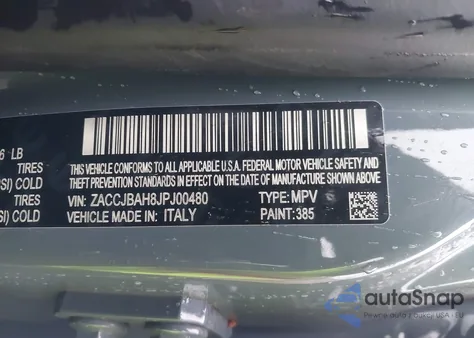 6 LB
TIRES
SI) COLD
TIRES
SI) COLD
THIS VEHICLE CONFORMS TO ALL APPLICABLE U.S.A. FEDERAL MOTOR VEHICLE SAFETY AND
THEFT PREVENTION STANDARDS IN EFFECT ON THE DATE OF MANUFACTURE SHOWN ABOVE
VIN: ZACCJBAH8JPJ00480 TYPE: MPV
VEHICLE MADE IN: ITALY PAINT: 385
autoSnap